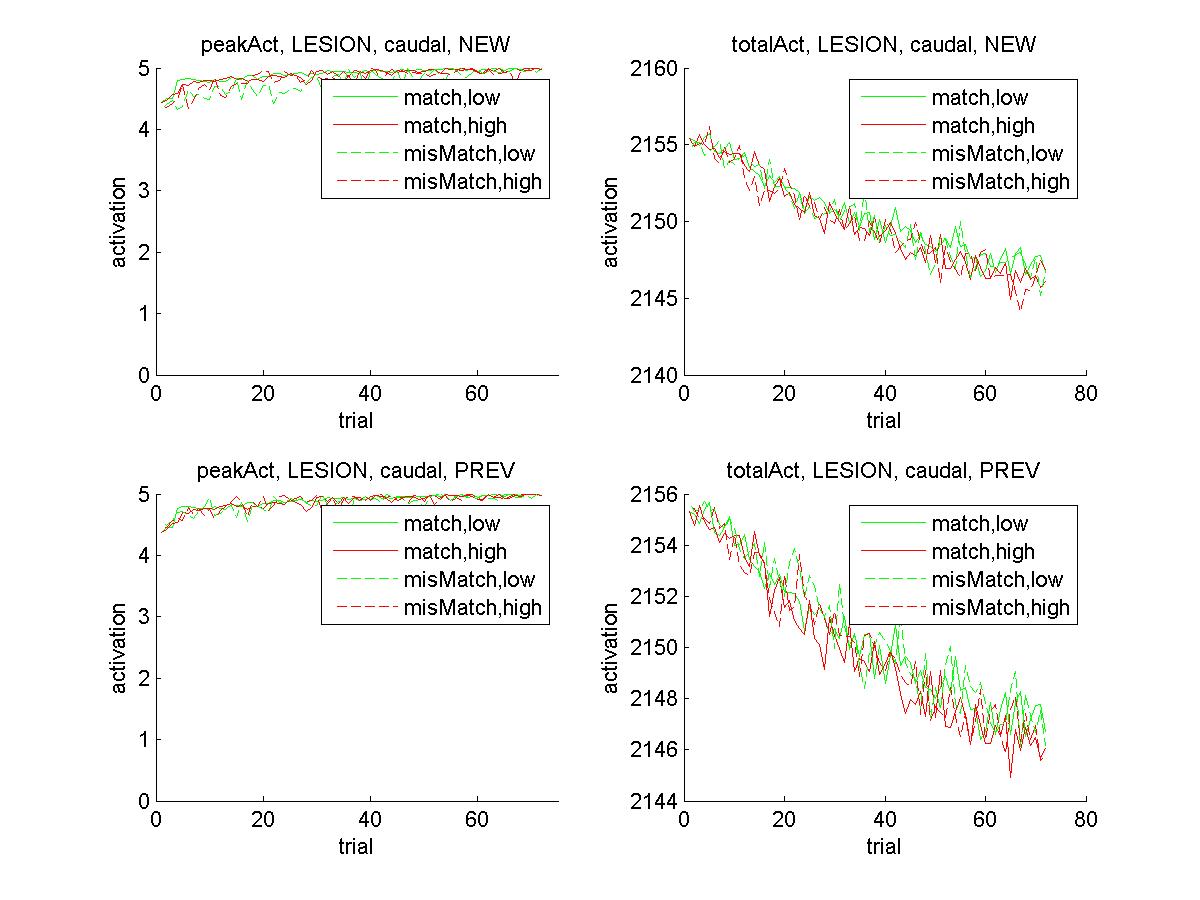 peakAct, LESION, caudal, NEW
5
4
3
2
1
0
activation
0 20 40 60
trial
match,low
match,high
misMatch,low
misMatch,high
totalAct, LESION, caudal, NEW
2160
2155
2150
2145
2140
activation
0 20 40 60 80
trial
match,low
match,high
misMatch,low
misMatch,high
peakAct, LESION, caudal, PREV
5
4
3
2
1
0
activation
0 20 40 60
trial
match,low
match,high
misMatch,low
misMatch,high
totalAct, LESION, caudal, PREV
2156
2154
2152
2150
2148
2146
2144
activation
0 20 40 60 80
trial
match,low
match,high
misMatch,low
misMatch,high